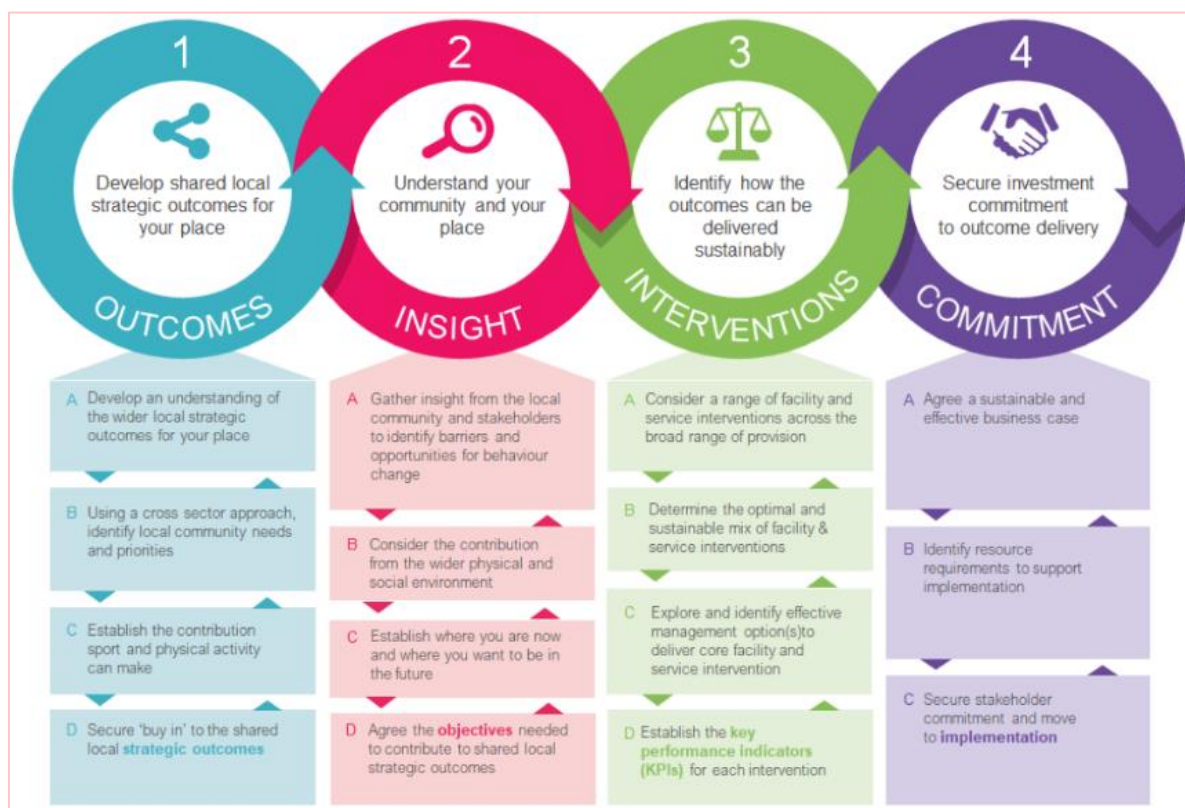 1
Develop shared local
strategic outcomes for
your place
OUTCOMES
A Develop an understanding of
the wider local strategic
outcomes for your place
B Using a cross sector approach,
identify local community needs
and priorities
C Establish the contribution
sport and physical activity
can make
D Secure ‘buy in’ to the shared
local strategic outcomes
2
Understand your
community and your
place
INSIGHT
A Gather insight from the local
community and stakeholders
to identify barriers and
opportunities for behaviour
change
B Consider the contribution
from the wider physical and
social environment
C Establish where you are now
and where you want to be in
the future
D Agree the objectives needed
to contribute to shared local
strategic outcomes
3
Identify how the
outcomes can be
delivered
sustainably
INTERVENTIONS
A Consider a range of facility and
service interventions across the
broad range of provision
B Determine the optimal and
sustainable mix of facility &
service interventions
C Explore and identify effective
management option(s)to
deliver core facility and
service intervention
D Establish the key
performance indicators
(KPIs) for each intervention
4
Secure investment
commitment
to outcome delivery
COMMITMENT
A Agree a sustainable and
effective business case
B Identify resource
requirements to support
implementation
C Secure stakeholder
commitment and move
to implementation